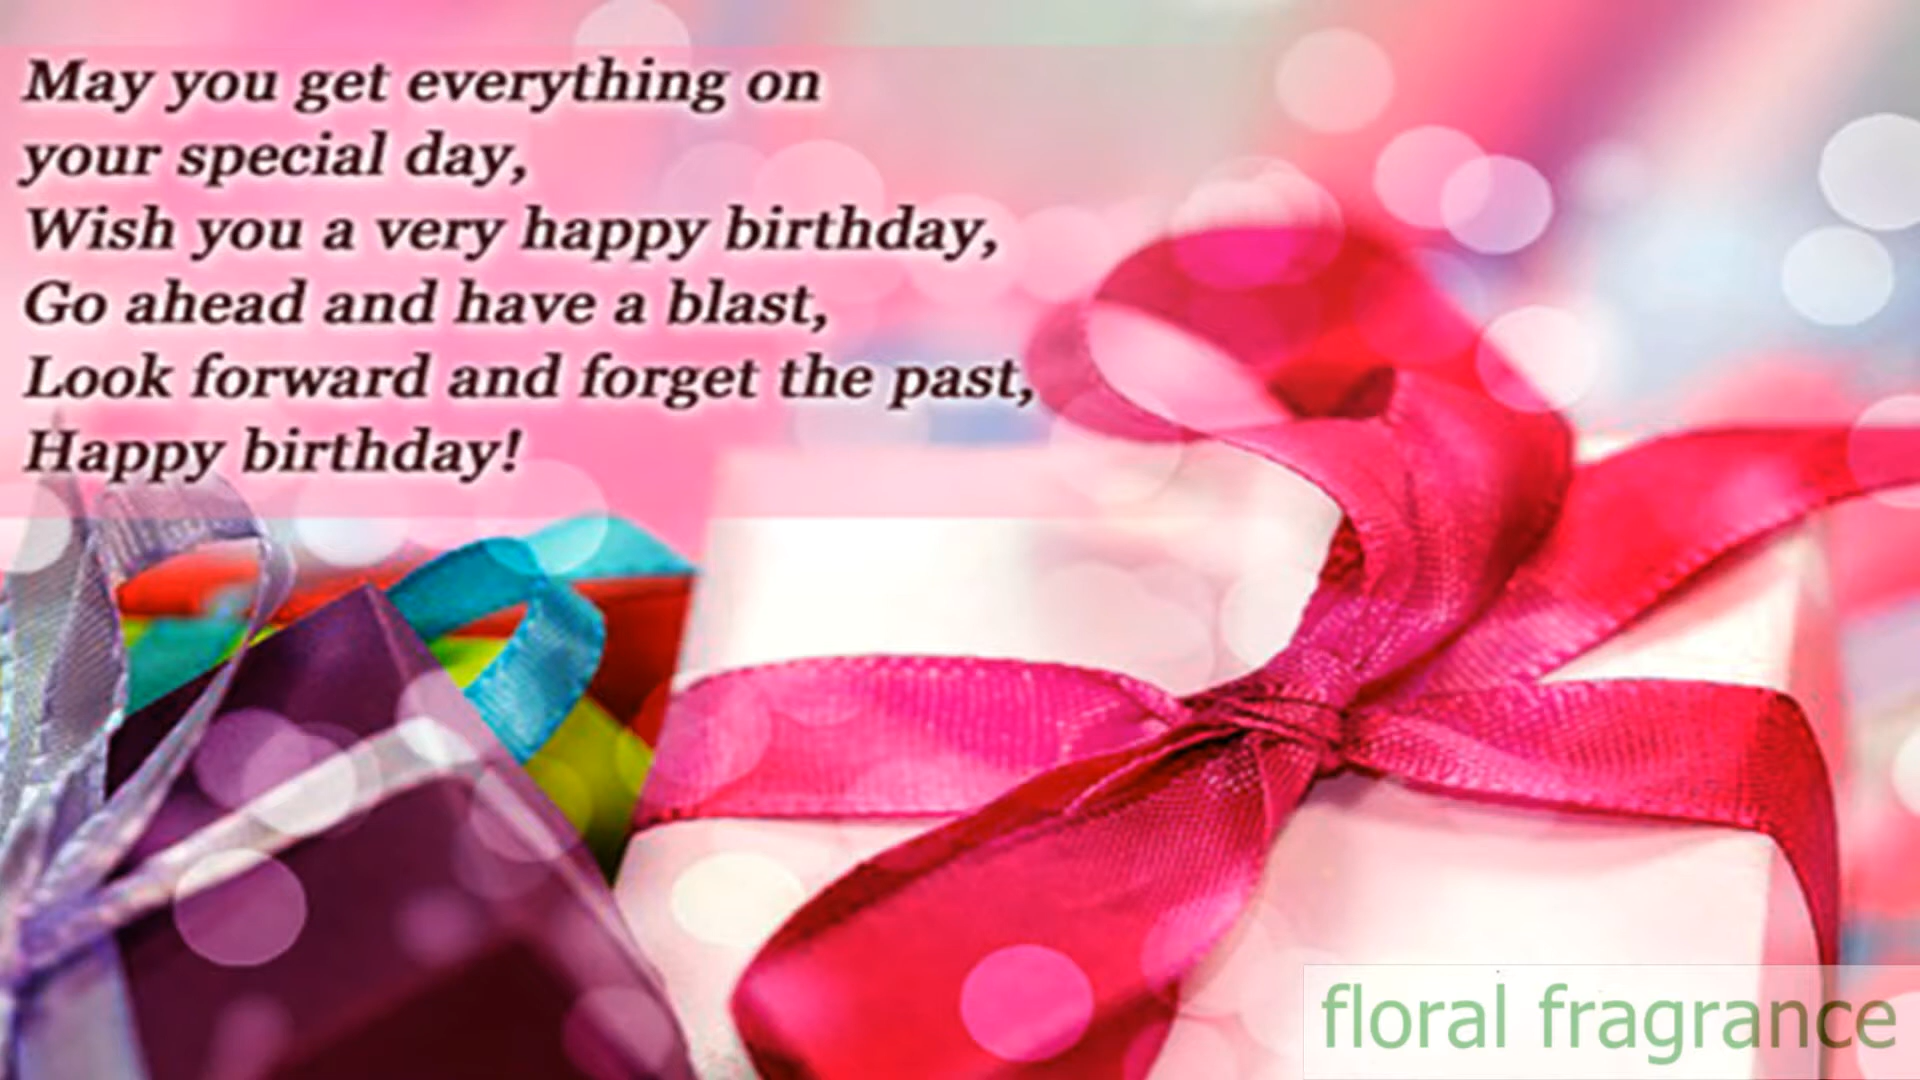 May you get everything on
your special day,
Wish you a very happy birthday,
Go ahead and have a blast,
Look forward and forget the past,
Happy birthday!
floral fragrance